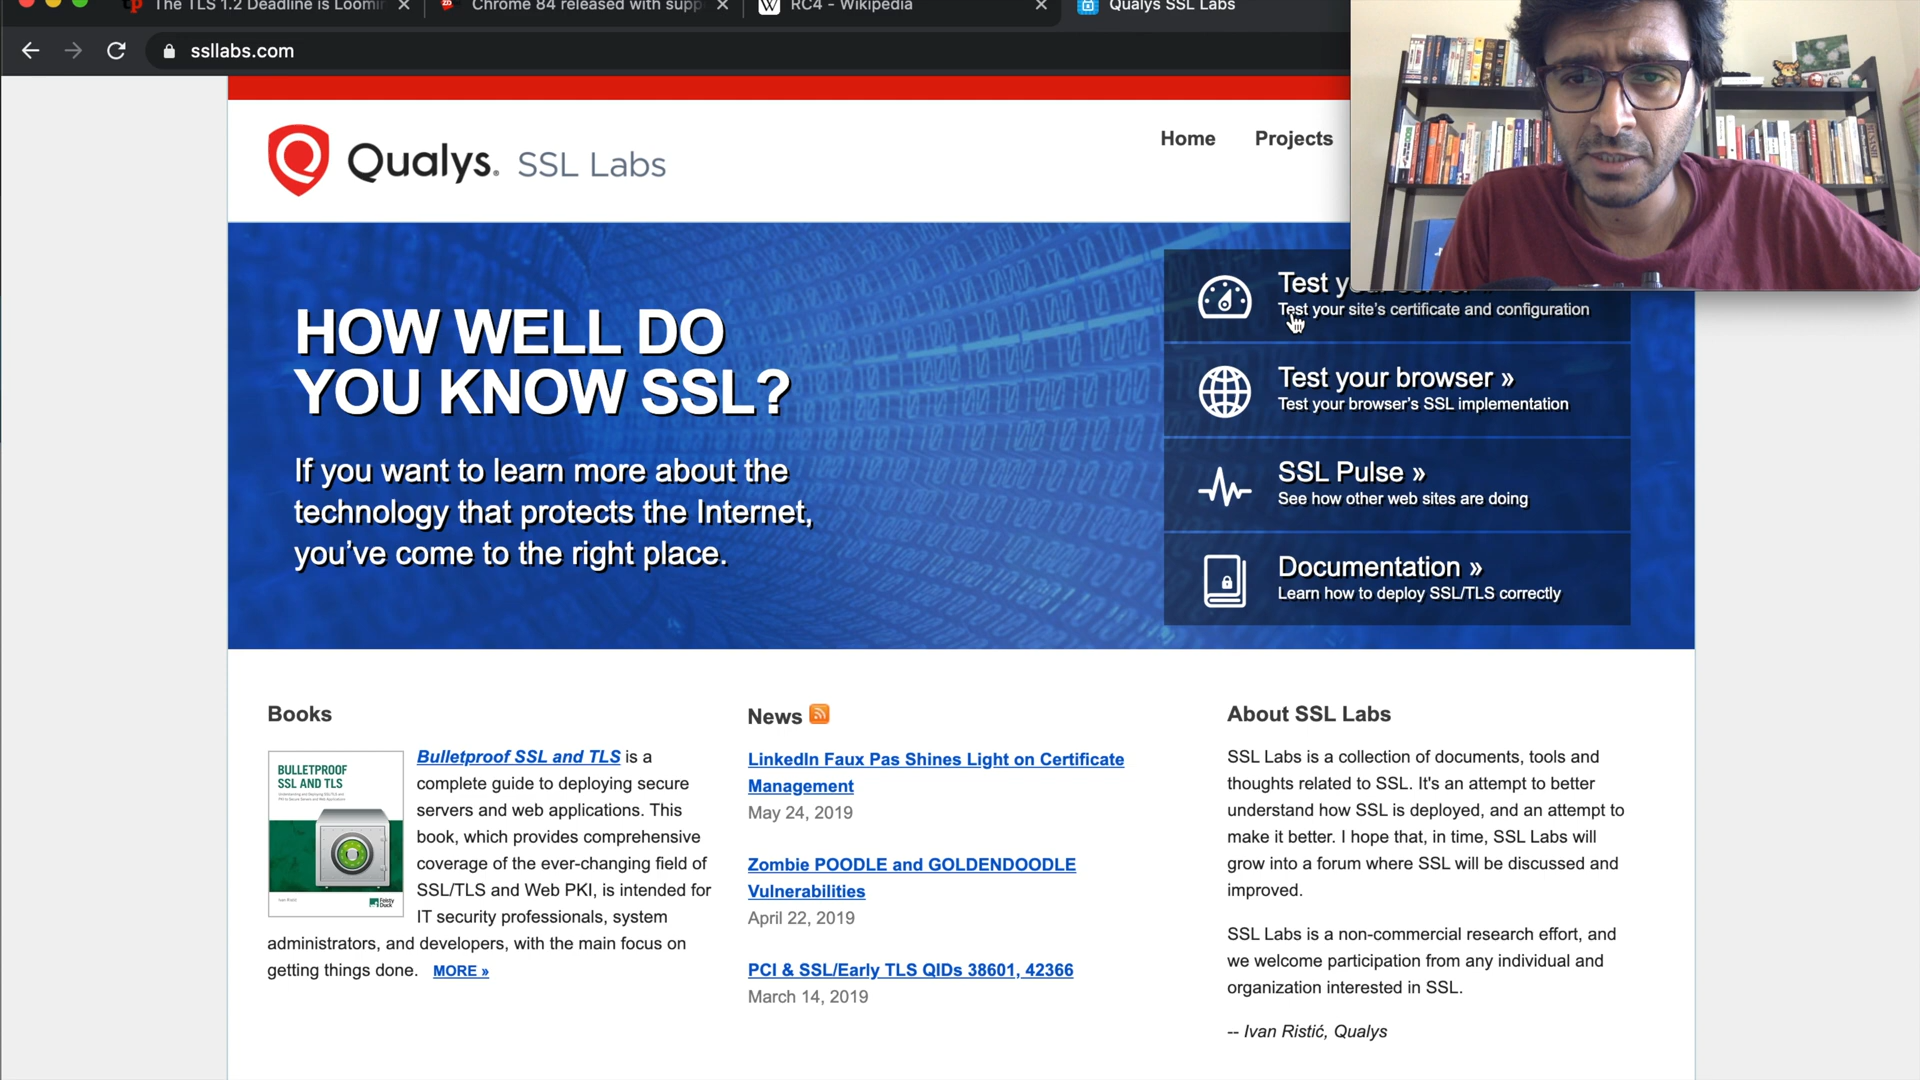 The TLS 1.2 Deadline is Loomin
Chrome 84 released with supp
RC4 - Wikipedia
Qualys SSL Labs
ssllabs.com
Qualys. SSL Labs
Home Projects
HOW WELL DO
YOU KNOW SSL?
If you want to learn more about the
technology that protects the Internet,
you've come to the right place.
Test your server
Test your site's certificate and configuration
Test your browser »
Test your browser's SSL implementation
SSL Pulse »
See how other web sites are doing
Documentation »
Learn how to deploy SSL/TLS correctly
Books
BULLETPROOF
SSL AND TLS
Ivan Ristić
Feisty
Duck
Bulletproof SSL and TLS is a
complete guide to deploying secure
servers and web applications. This
book, which provides comprehensive
coverage of the ever-changing field of
SSL/TLS and Web PKI, is intended for
IT security professionals, system
administrators, and developers, with the main focus on
getting things done. MORE »
News
LinkedIn Faux Pas Shines Light on Certificate
Management
May 24, 2019
Zombie POODLE and GOLDENDOODLE
Vulnerabilities
April 22, 2019
PCI & SSL/Early TLS QIDs 38601, 42366
March 14, 2019
About SSL Labs
SSL Labs is a collection of documents, tools and
thoughts related to SSL. It's an attempt to better
understand how SSL is deployed, and an attempt to
make it better. I hope that, in time, SSL Labs will
grow into a forum where SSL will be discussed and
improved.
SSL Labs is a non-commercial research effort, and
we welcome participation from any individual and
organization interested in SSL.
-- Ivan Ristić, Qualys